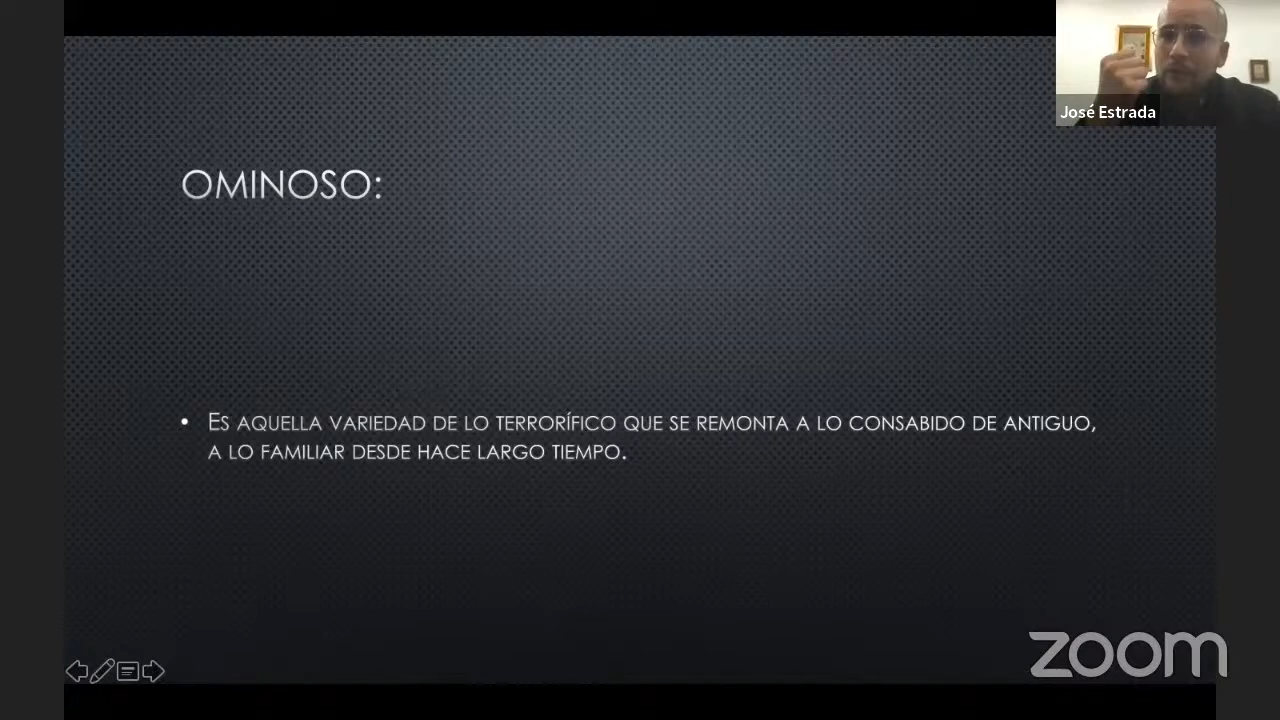 José Estrada
OMINOSO:
• ES AQUELLA VARIEDAD DE LO TERRORÍFICO QUE SE REMONTA A LO CONSABIDO DE ANTIGUO,
A LO FAMILIAR DESDE HACE LARGO TIEMPO.
zoom